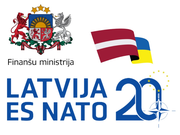 Finanšu ministrija
LATVIJA
ES NATO 20